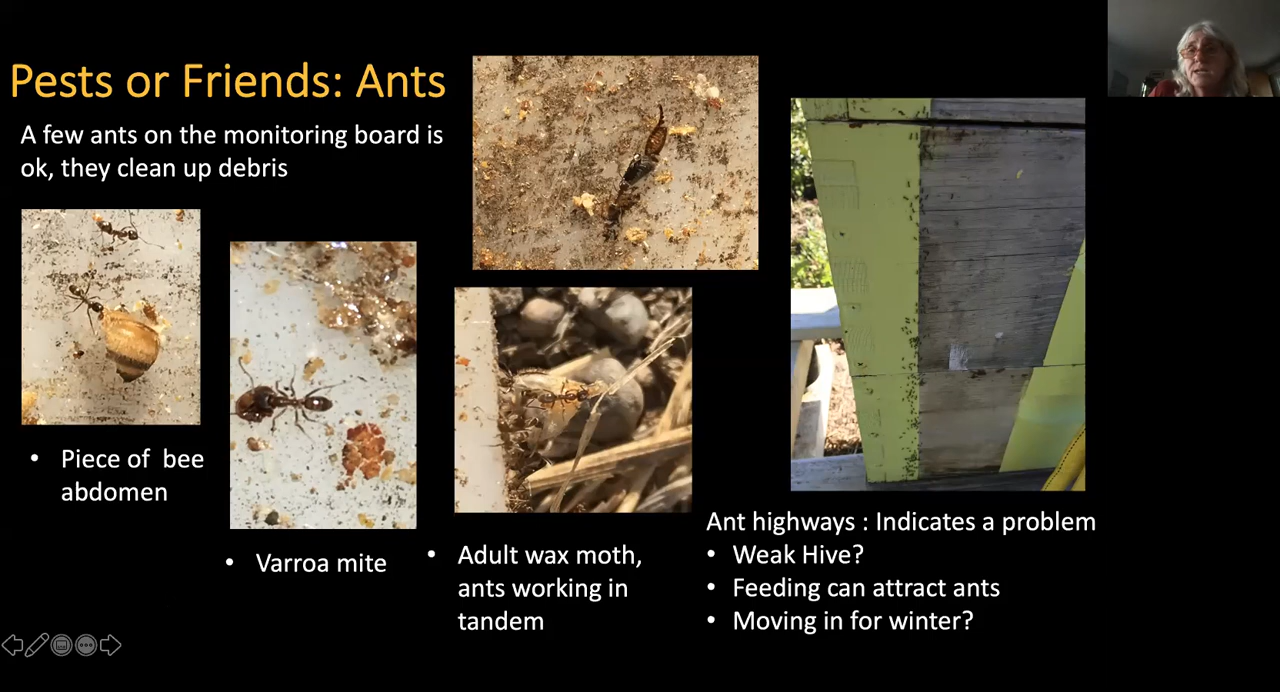 Pests or Friends: Ants
A few ants on the monitoring board is
ok, they clean up debris
• Piece of bee
abdomen
• Varroa mite
• Adult wax moth,
ants working in
tandem
Ant highways : Indicates a problem
• Weak Hive?
• Feeding can attract ants
• Moving in for winter?